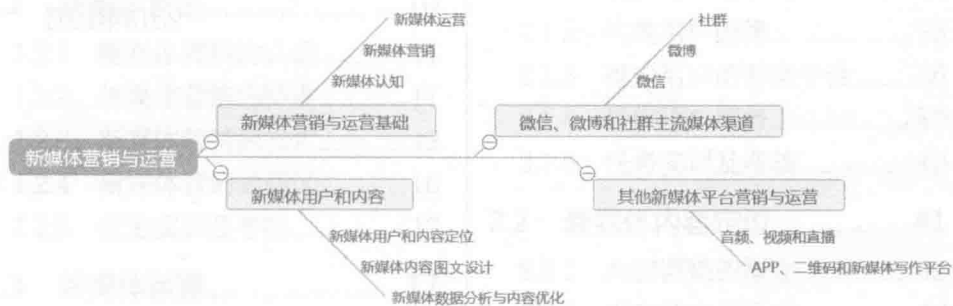 新媒体运营
新媒体营销
新媒体认知
新媒体营销与运营基础
社群
微博
微信
微信、微博和社群主流媒体渠道
新媒体营销与运营
新媒体用户和内容
新媒体用户和内容定位
新媒体内容图文设计
新媒体数据分析与内容优化
其他新媒体平台营销与运营
音频、视频和直播
APP、二维码和新媒体写作平台